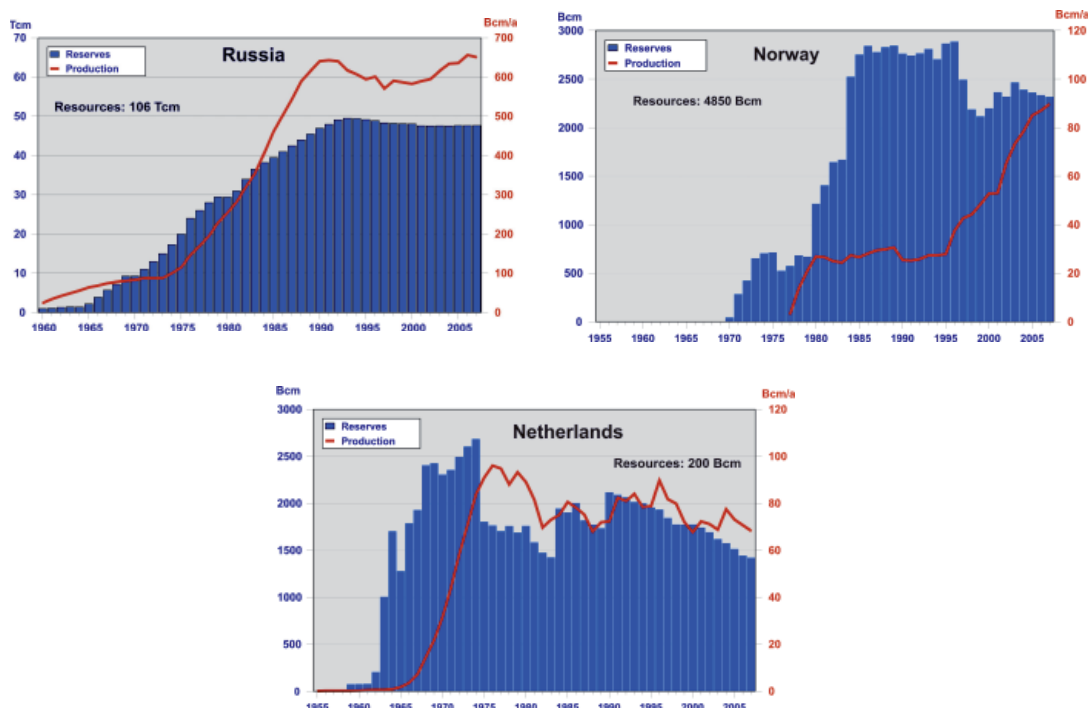 Tcm
Bcm/a
Russia
Reserves
Production
Resources: 106 Tcm
70
60
50
40
30
20
10
0
700
600
500
400
300
200
100
0
1960 1965 1970 1975 1980 1985 1990 1995 2000 2005
Bcm
Bcm/a
Norway
Reserves
Production
Resources: 4850 Bcm
3000
2500
2000
1500
1000
500
0
120
100
80
60
40
20
0
1955 1960 1965 1970 1975 1980 1985 1990 1995 2000 2005
Bcm
Bcm/a
Netherlands
Reserves
Production
Resources: 200 Bcm
3000
2500
2000
1500
1000
500
0
120
100
80
60
40
20
0
1955 1960 1965 1970 1975 1980 1985 1990 1995 2000 2005